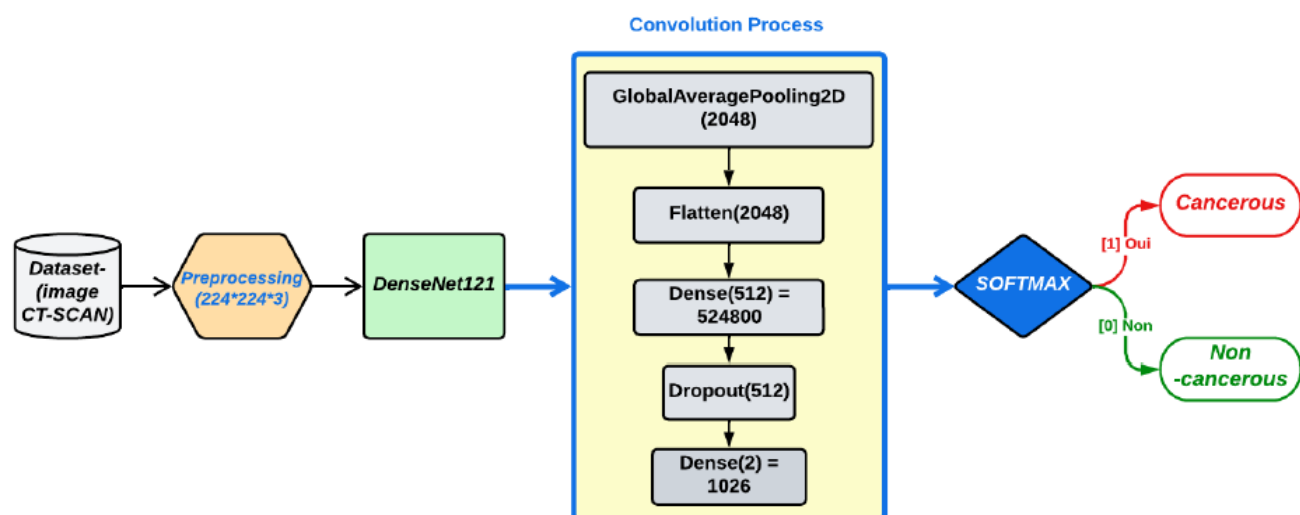 Convolution Process
GlobalAveragePooling2D
(2048)
Flatten(2048)
Dense(512) =
524800
Dropout(512)
Dense(2) =
1026
Dataset-
(image
CT-SCAN)
Preprocessing
(224*224*3)
DenseNet121
SOFTMAX
[1] Oui
Cancerous
[0] Non
Non
-cancerous